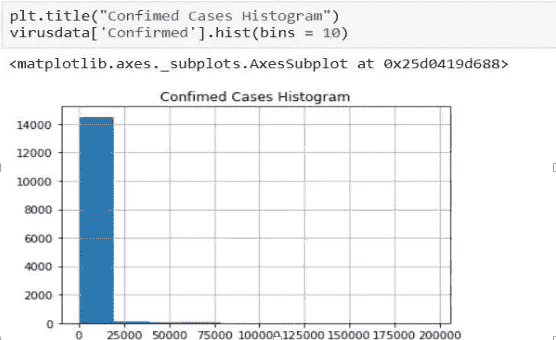 plt.title("Confimed Cases Histogram")
virusdata['Confirmed'].hist(bins = 10)
<matplotlib.axes._subplots.AxesSubplot at 0x25d0419d688>
Confimed Cases Histogram
14000
12000
10000
8000
6000
4000
2000
0
0 25000 50000 75000 100000 125000 150000 175000 200000